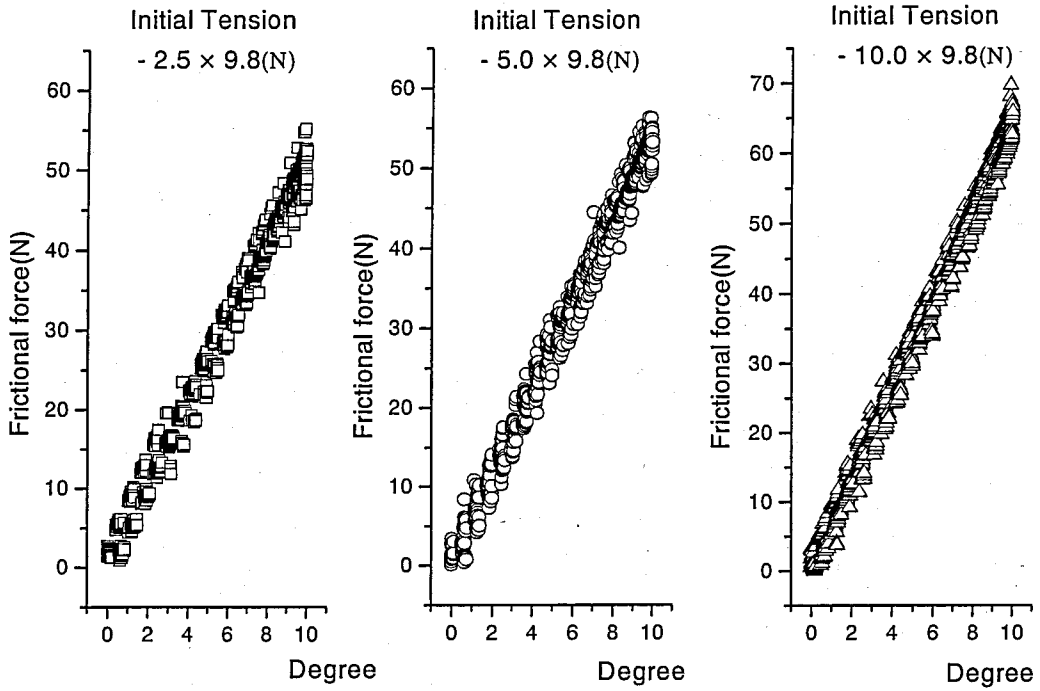 Initial Tension
- 2.5 × 9.8(N)
Frictional force(N)
60
50
40
30
20
10
0
0 2 4 6 8 10
Degree
Initial Tension
- 5.0 × 9.8(N)
Frictional force(N)
60
50
40
30
20
10
0
0 2 4 6 8 10
Degree
Initial Tension
- 10.0 × 9.8(N)
Frictional force(N)
70
60
50
40
30
20
10
0
0 2 4 6 8 10
Degree